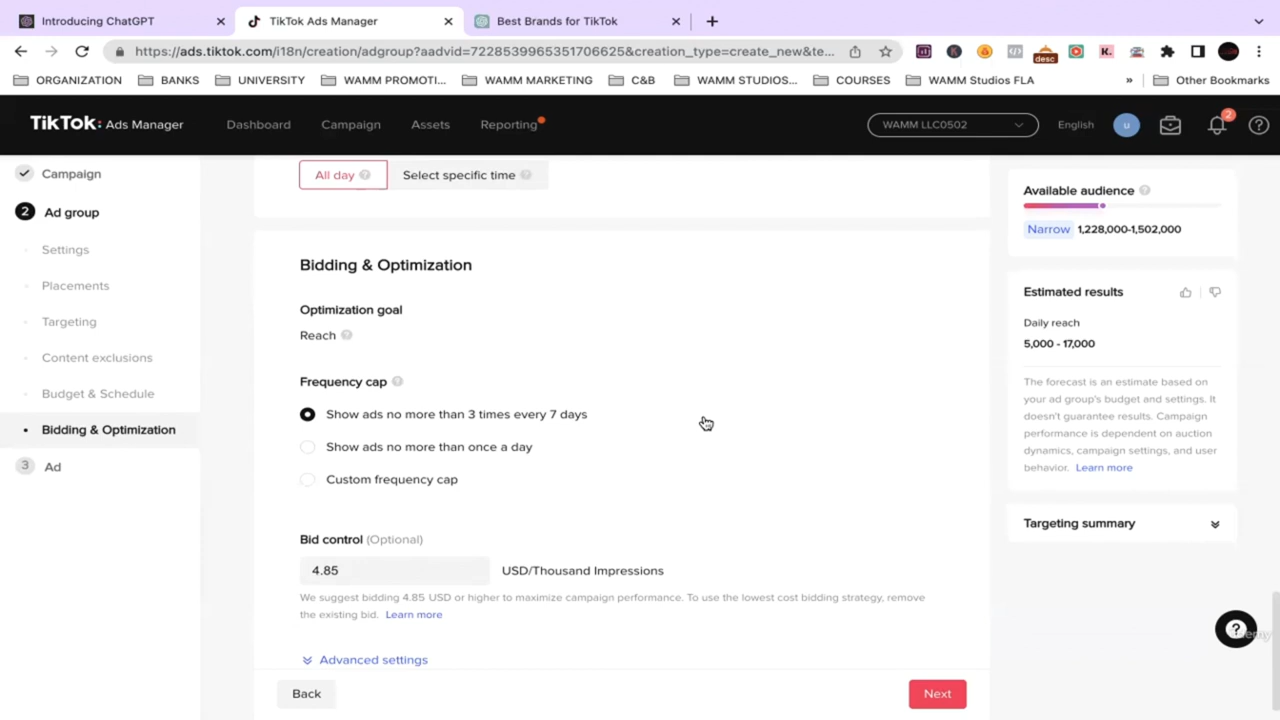 Introducing ChatGPT
TikTok Ads Manager
Best Brands for TikTok
https://ads.tiktok.com/i18n/creation/adgroup?aadvid=7228539965351706625&creation_type=create_new&te...
desc
K.
ORGANIZATION
BANKS
UNIVERSITY
WAMM PROMOTI...
WAMM MARKETING
C&B
WAMM STUDIOS...
COURSES
WAMM Studios FLA
»
Other Bookmarks
TikTok: Ads Manager
Dashboard
Campaign
Assets
Reporting
WAMM LLC0502
English
u
2
Campaign
2 Ad group
Settings
Placements
Targeting
Content exclusions
Budget & Schedule
Bidding & Optimization
3 Ad
All day
Select specific time
Bidding & Optimization
Optimization goal
Reach
Frequency cap
Show ads no more than 3 times every 7 days
Show ads no more than once a day
Custom frequency cap
Bid control (Optional)
4.85 USD/Thousand Impressions
We suggest bidding 4.85 USD or higher to maximize campaign performance. To use the lowest cost bidding strategy, remove
the existing bid. Learn more
Advanced settings
Back
Next
Available audience
Narrow 1,228,000-1,502,000
Estimated results
Daily reach
5,000 - 17,000
The forecast is an estimate based on
your ad group's budget and settings. It
doesn't guarantee results. Campaign
performance is dependent on auction
dynamics, campaign settings, and user
behavior. Learn more
Targeting summary